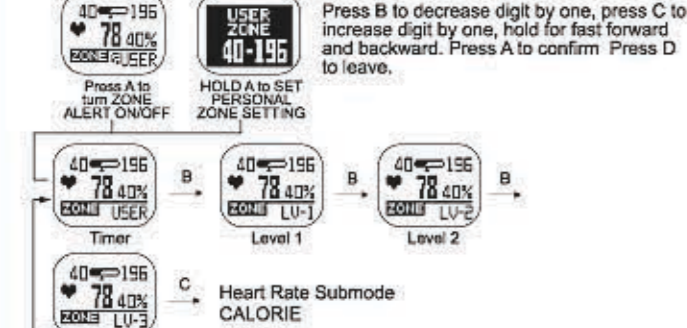 40 196
78 40%
ZONE USER
USER
ZONE
40-196
Press B to decrease digit by one, press C to
increase digit by one, hold for fast forward
and backward. Press A to confirm Press D
to leave.
Press A to
turn ZONE
ALERT ON/OFF
HOLD A to SET
PERSONAL
ZONE SETTING
40 196
78 40%
ZONE USER
Timer
B
40 196
78 40%
ZONE LV-1
Level 1
B
40 196
78 40%
ZONE LV-2
Level 2
B
40 196
78 40%
ZONE LV-3
C
Heart Rate Submode
CALORIE